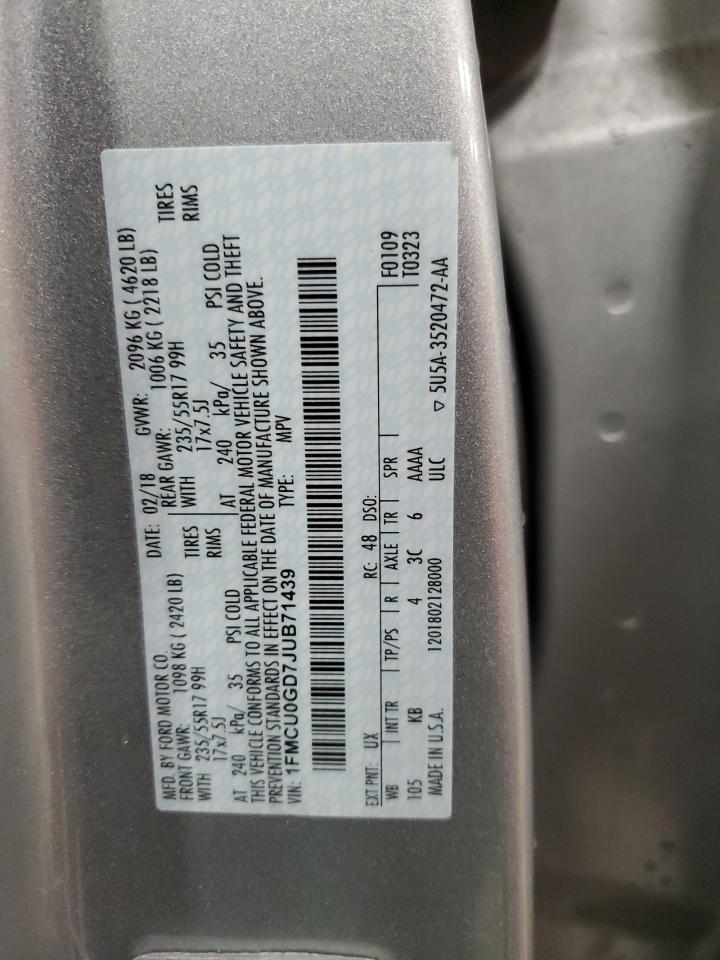 MFD. BY FORD MOTOR CO.
DATE: 02/18 GVWR: 2096 KG ( 4620 LB)
FRONT GAWR: 1098 KG ( 2420 LB) REAR GAWR: 1006 KG ( 2218 LB)
WITH 235/55R17 99H TIRES WITH 235/55R17 99H TIRES
17x7.5J RIMS 17x7.5J RIMS
AT 240 kPa/ 35 PSI COLD AT 240 kPa/ 35 PSI COLD
THIS VEHICLE CONFORMS TO ALL APPLICABLE FEDERAL MOTOR VEHICLE SAFETY AND THEFT
PREVENTION STANDARDS IN EFFECT ON THE DATE OF MANUFACTURE SHOWN ABOVE.
VIN: 1FMCU0GD7JUB71439 TYPE: MPV
EXT PNT: UX RC: 48 DSO: F0109
WB INT TR TP/PS R AXLE TR SPR T0323
105 KB 4 3C 6 AAAA
MADE IN U.S.A. 1201802128000 ULC ▽ 5U5A-3520472-AA